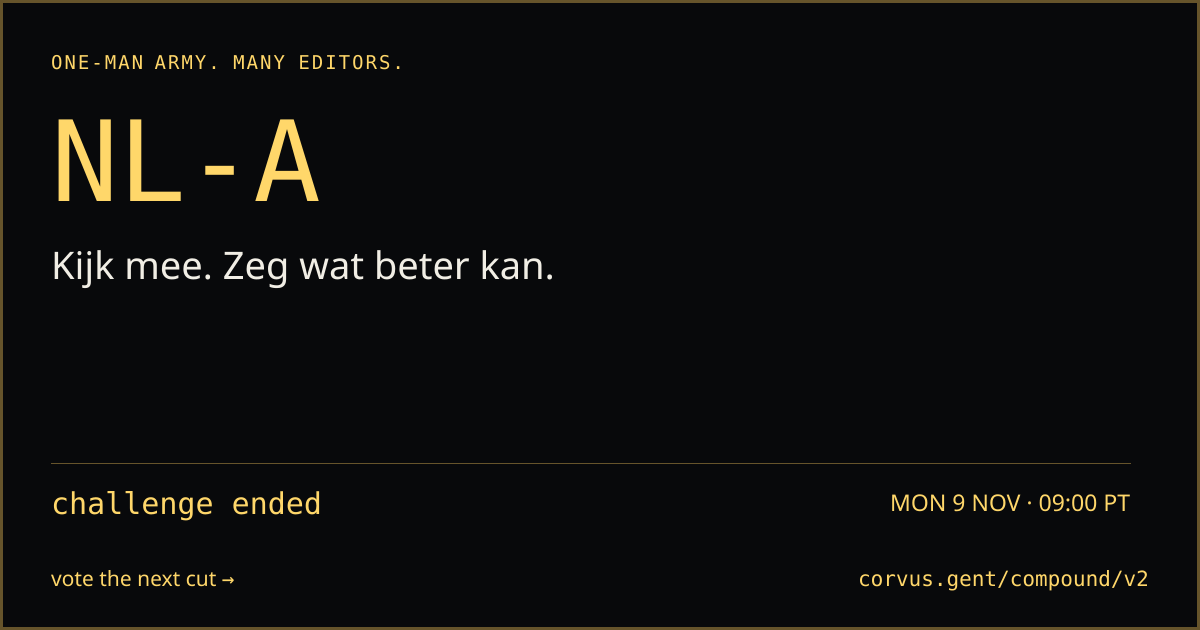 ONE-MAN ARMY. MANY EDITORS.
NL-A
Kijk mee. Zeg wat beter kan.
challenge ended
MON 9 NOV · 09:00 PT
vote the next cut →
corvus.gent/compound/v2